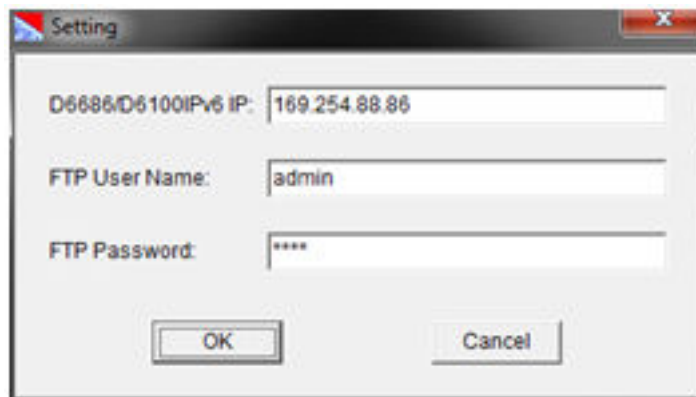 Setting
D6686/D6100IPv6 IP: 169.254.88.86
FTP User Name: admin
FTP Password: ****
OK Cancel